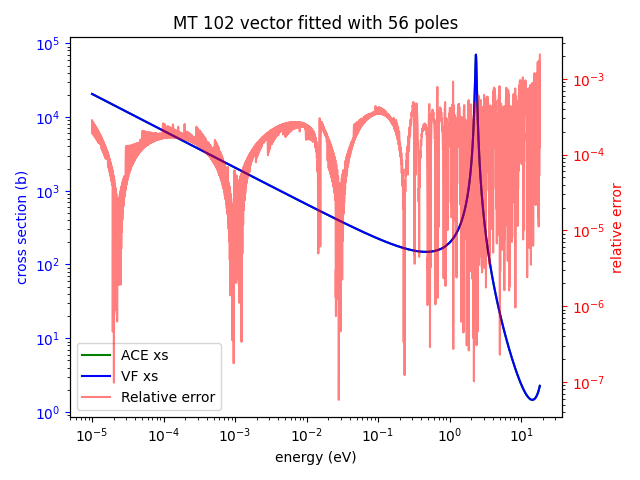 MT 102 vector fitted with 56 poles
cross section (b)
10^5
10^4
10^3
10^2
10^1
10^0
10^-3
10^-4
10^-5
10^-6
10^-7
relative error
ACE xs
VF xs
Relative error
10^-5 10^-4 10^-3 10^-2 10^-1 10^0 10^1
energy (eV)